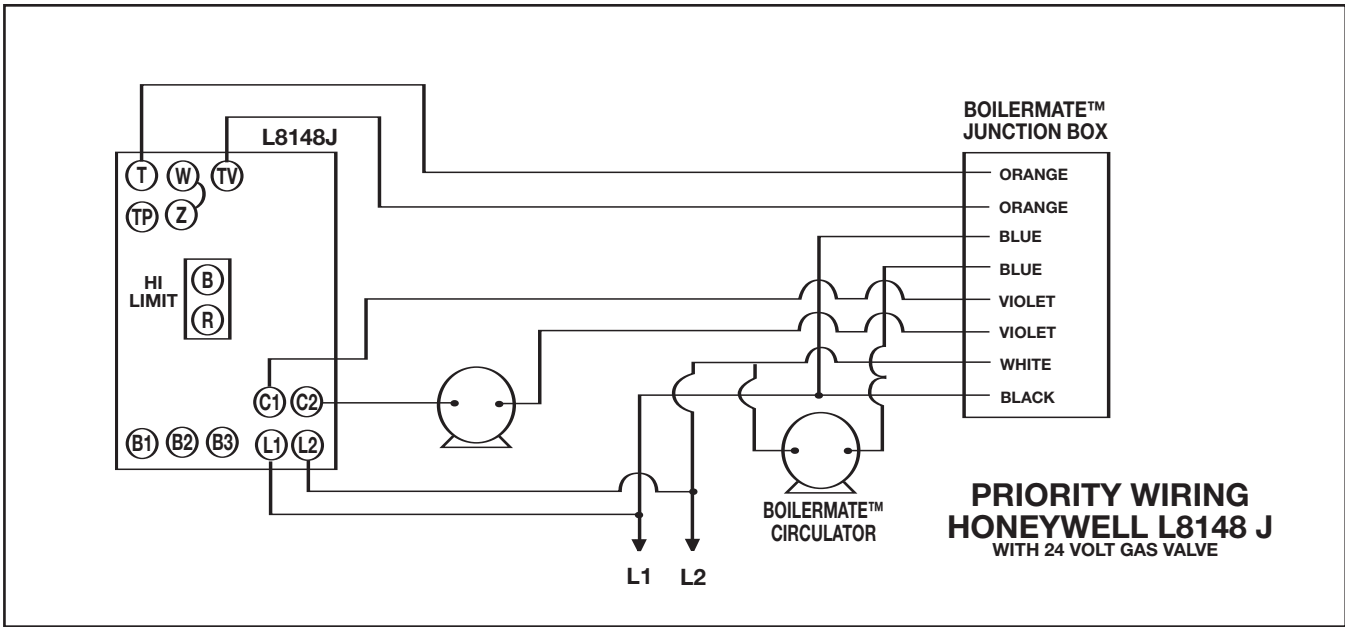 L8148J
T
W
TV
TP
Z
HI
LIMIT
B
R
C1
C2
B1
B2
B3
L1
L2
BOILERMATE™
JUNCTION BOX
ORANGE
ORANGE
BLUE
BLUE
VIOLET
VIOLET
WHITE
BLACK
BOILERMATE™
CIRCULATOR
L1
L2
PRIORITY WIRING
HONEYWELL L8148 J
WITH 24 VOLT GAS VALVE